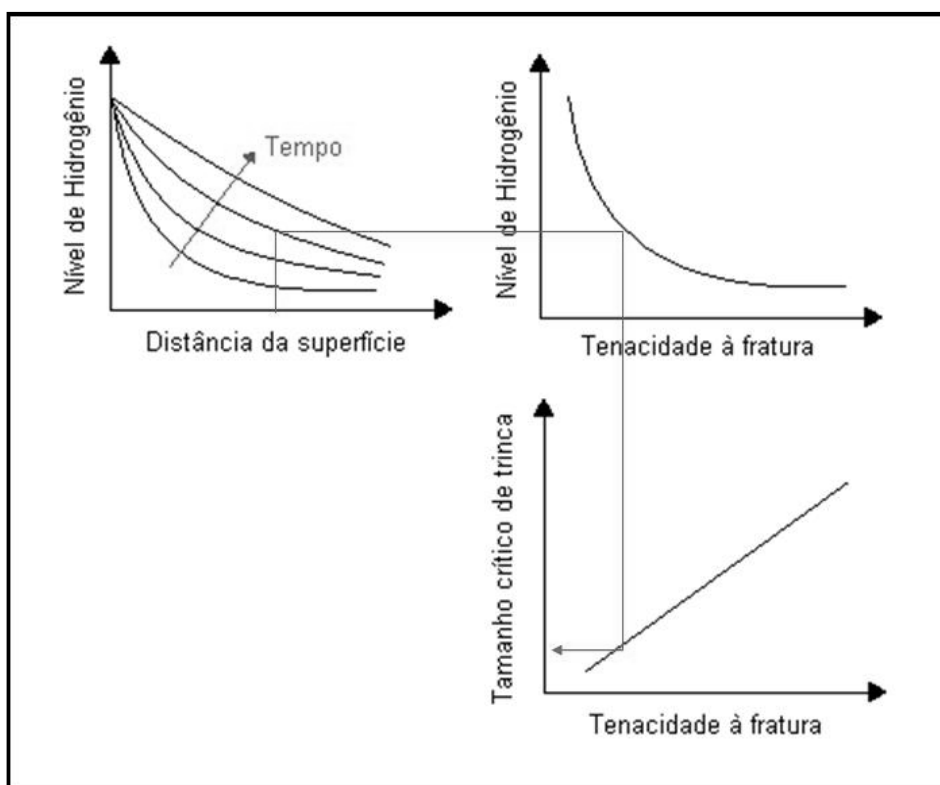 Nível de Hidrogênio
Tempo
Distância da superfície
Nível de Hidrogênio
Tenacidade à fratura
Tamanho crítico de trinca
Tenacidade à fratura